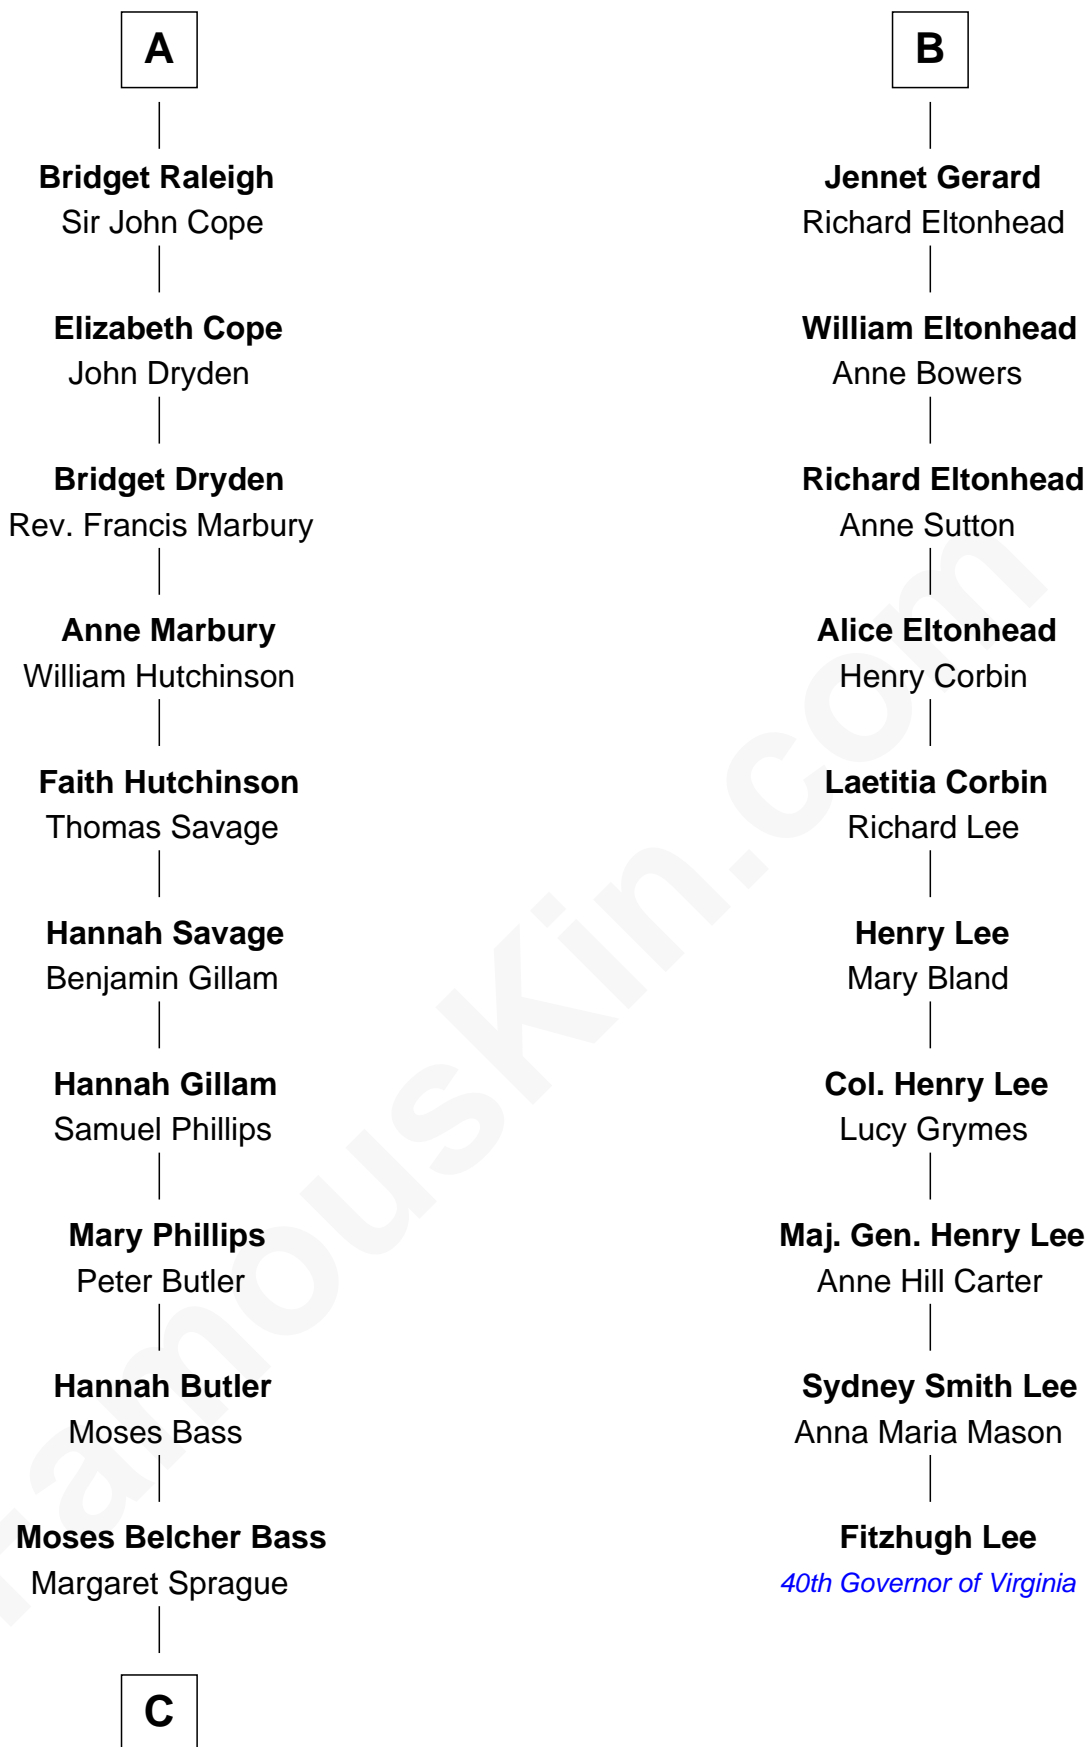 A
Bridget Raleigh
Sir John Cope
Elizabeth Cope
John Dryden
Bridget Dryden
Rev. Francis Marbury
Anne Marbury
William Hutchinson
Faith Hutchinson
Thomas Savage
Hannah Savage
Benjamin Gillam
Hannah Gillam
Samuel Phillips
Mary Phillips
Peter Butler
Hannah Butler
Moses Bass
Moses Belcher Bass
Margaret Sprague
C
B
Jennet Gerard
Richard Eltonhead
William Eltonhead
Anne Bowers
Richard Eltonhead
Anne Sutton
Alice Eltonhead
Henry Corbin
Laetitia Corbin
Richard Lee
Henry Lee
Mary Bland
Col. Henry Lee
Lucy Grymes
Maj. Gen. Henry Lee
Anne Hill Carter
Sydney Smith Lee
Anna Maria Mason
Fitzhugh Lee
40th Governor of Virginia
FamousKin.com